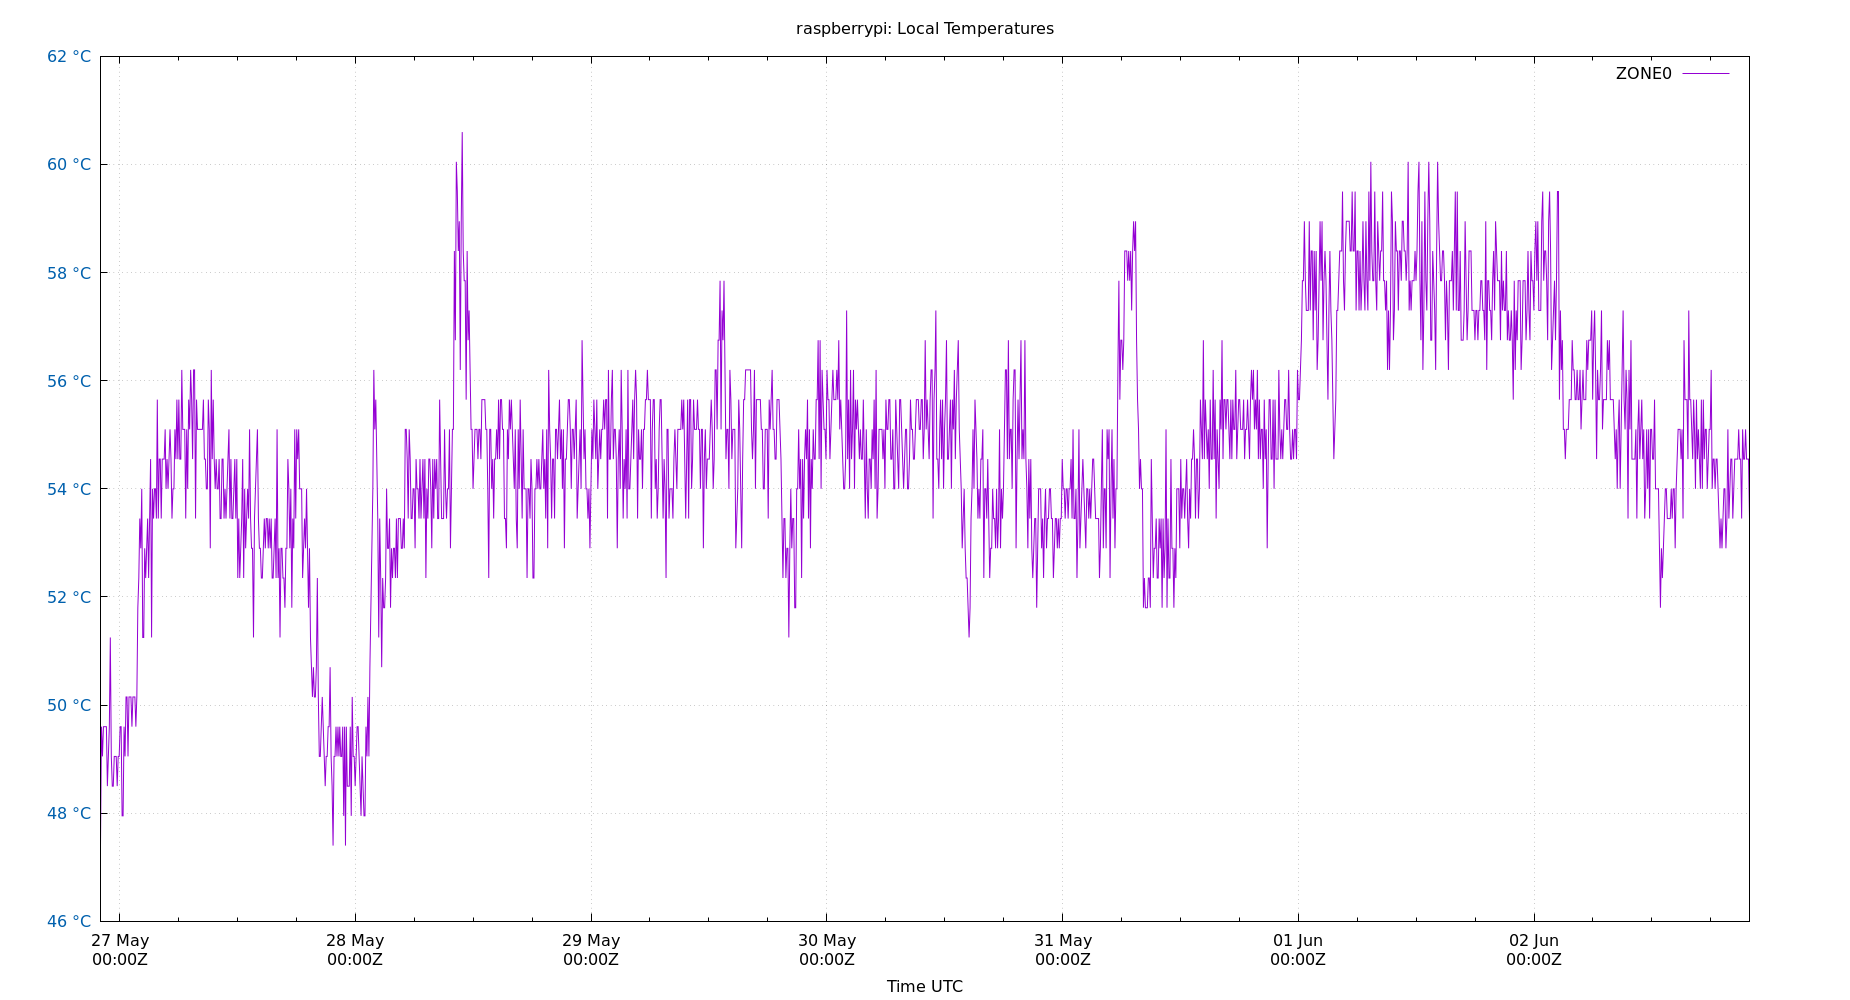 raspberrypi: Local Temperatures
62 °C
ZONE0
60 °C
58 °C
56 °C
54 °C
52 °C
50 °C
48 °C
46 °C
27 May 28 May 29 May 30 May 31 May 01 Jun 02 Jun
00:00Z 00:00Z 00:00Z 00:00Z 00:00Z 00:00Z 00:00Z
Time UTC